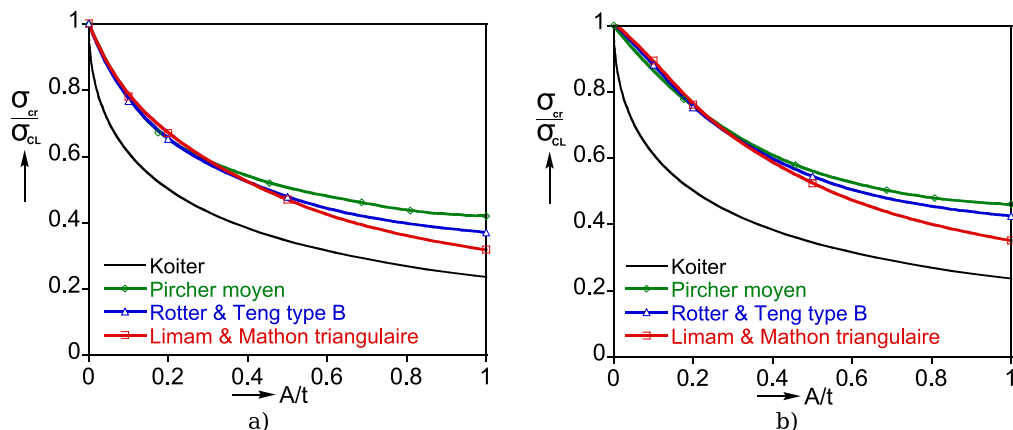 1
0.8
0.6
0.4
0.2
0
σcr
σCL
Koiter
Pircher moyen
Rotter & Teng type B
Limam & Mathon triangulaire
0 0.2 0.4 0.6 0.8 1
A/t
a)
1
0.8
0.6
0.4
0.2
0
σcr
σCL
Koiter
Pircher moyen
Rotter & Teng type B
Limam & Mathon triangulaire
0 0.2 0.4 0.6 0.8 1
A/t
b)